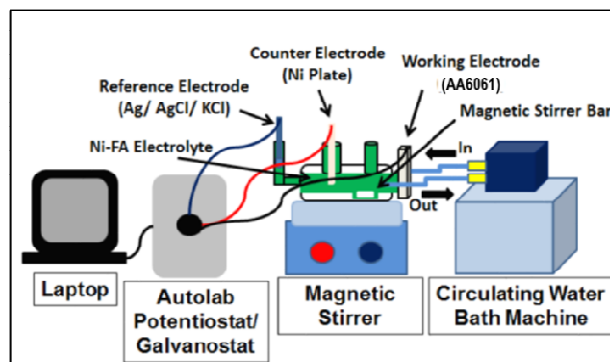 Counter Electrode
(Ni Plate)
Working Electrode
(AA6061)
Reference Electrode
(Ag/ AgCl/ KCl)
Magnetic Stirrer Bar
Ni-FA Electrolyte
In
Out
Laptop
Autolab
Potentiostat/
Galvanostat
Magnetic
Stirrer
Circulating Water
Bath Machine